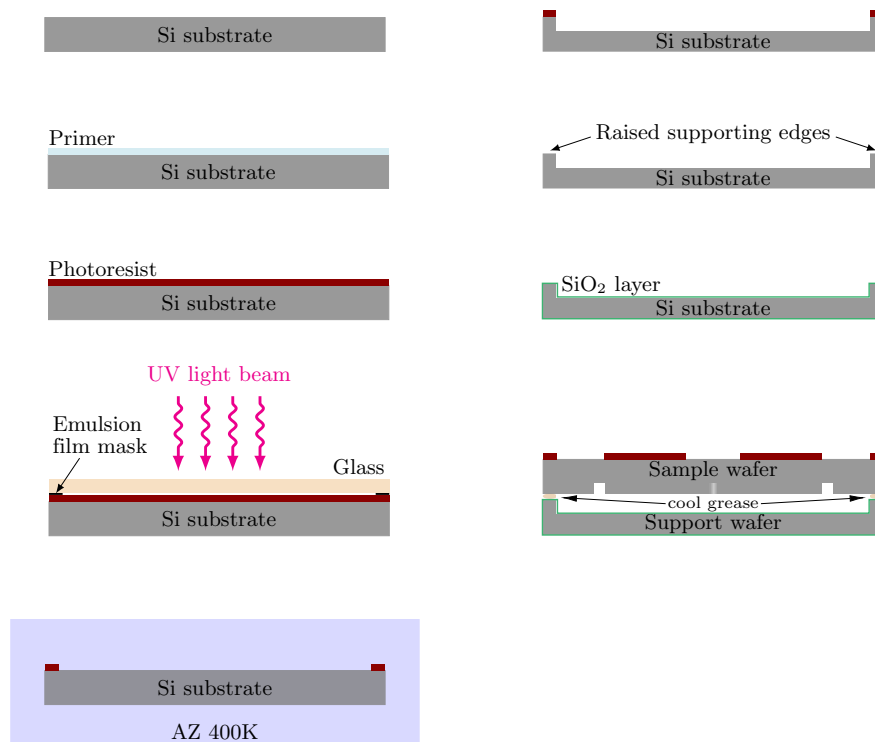 Si substrate
Primer
Si substrate
Photoresist
Si substrate
UV light beam
Emulsion
film mask
Glass
Si substrate
Si substrate
AZ 400K
Si substrate
Raised supporting edges
Si substrate
SiO₂ layer
Si substrate
Sample wafer
cool grease
Support wafer